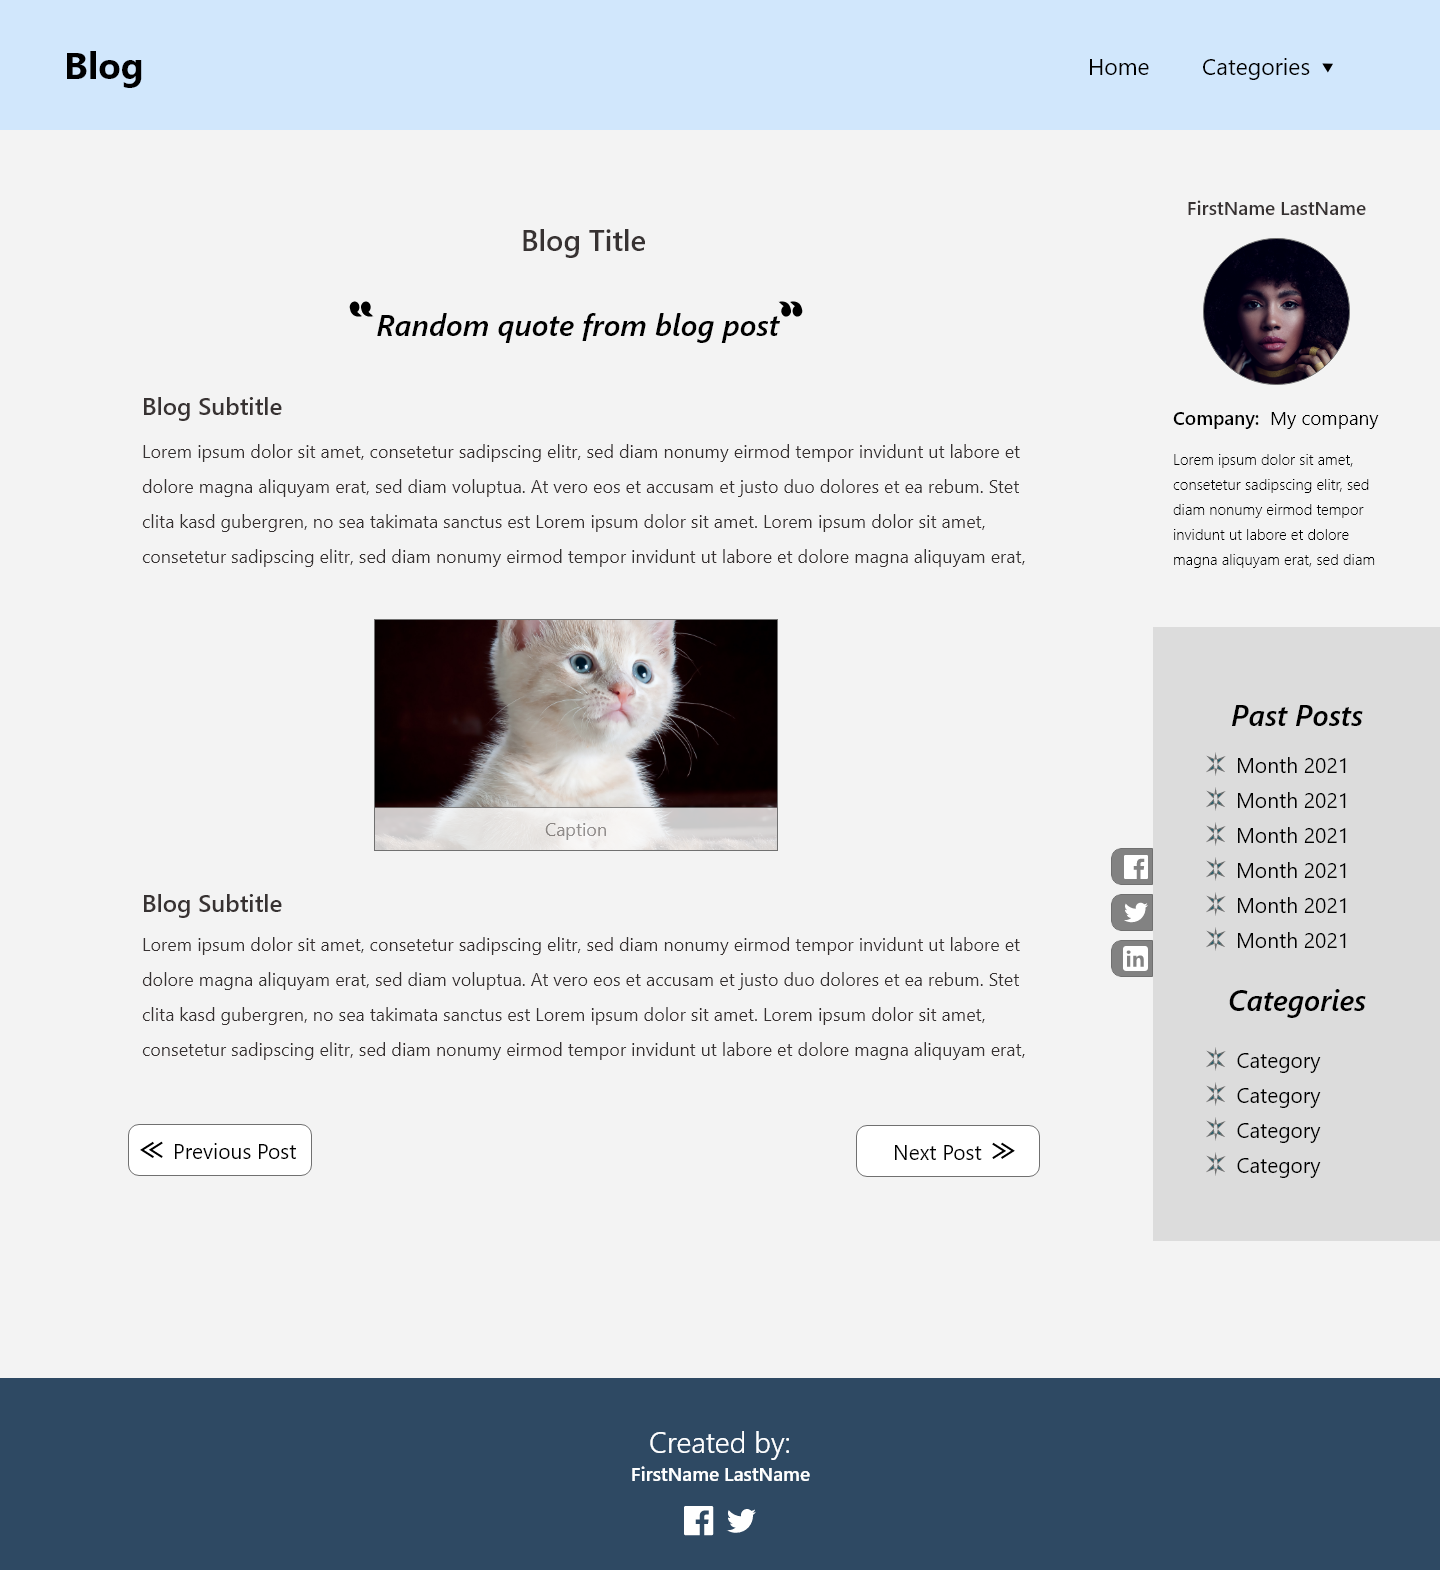 Blog
Home
Categories ▼
Blog Title
❝Random quote from blog post❞
Blog Subtitle
Lorem ipsum dolor sit amet, consetetur sadipscing elitr, sed diam nonumy eirmod tempor invidunt ut labore et
dolore magna aliquyam erat, sed diam voluptua. At vero eos et accusam et justo duo dolores et ea rebum. Stet
clita kasd gubergren, no sea takimata sanctus est Lorem ipsum dolor sit amet. Lorem ipsum dolor sit amet,
consetetur sadipscing elitr, sed diam nonumy eirmod tempor invidunt ut labore et dolore magna aliquyam erat,
Caption
Blog Subtitle
Lorem ipsum dolor sit amet, consetetur sadipscing elitr, sed diam nonumy eirmod tempor invidunt ut labore et
dolore magna aliquyam erat, sed diam voluptua. At vero eos et accusam et justo duo dolores et ea rebum. Stet
clita kasd gubergren, no sea takimata sanctus est Lorem ipsum dolor sit amet. Lorem ipsum dolor sit amet,
consetetur sadipscing elitr, sed diam nonumy eirmod tempor invidunt ut labore et dolore magna aliquyam erat,
≪ Previous Post
Next Post ≫
FirstName LastName
Company: My company
Lorem ipsum dolor sit amet,
consetetur sadipscing elitr, sed
diam nonumy eirmod tempor
invidunt ut labore et dolore
magna aliquyam erat, sed diam
Past Posts
Month 2021
Month 2021
Month 2021
Month 2021
Month 2021
Month 2021
Categories
Category
Category
Category
Category
Created by:
FirstName LastName